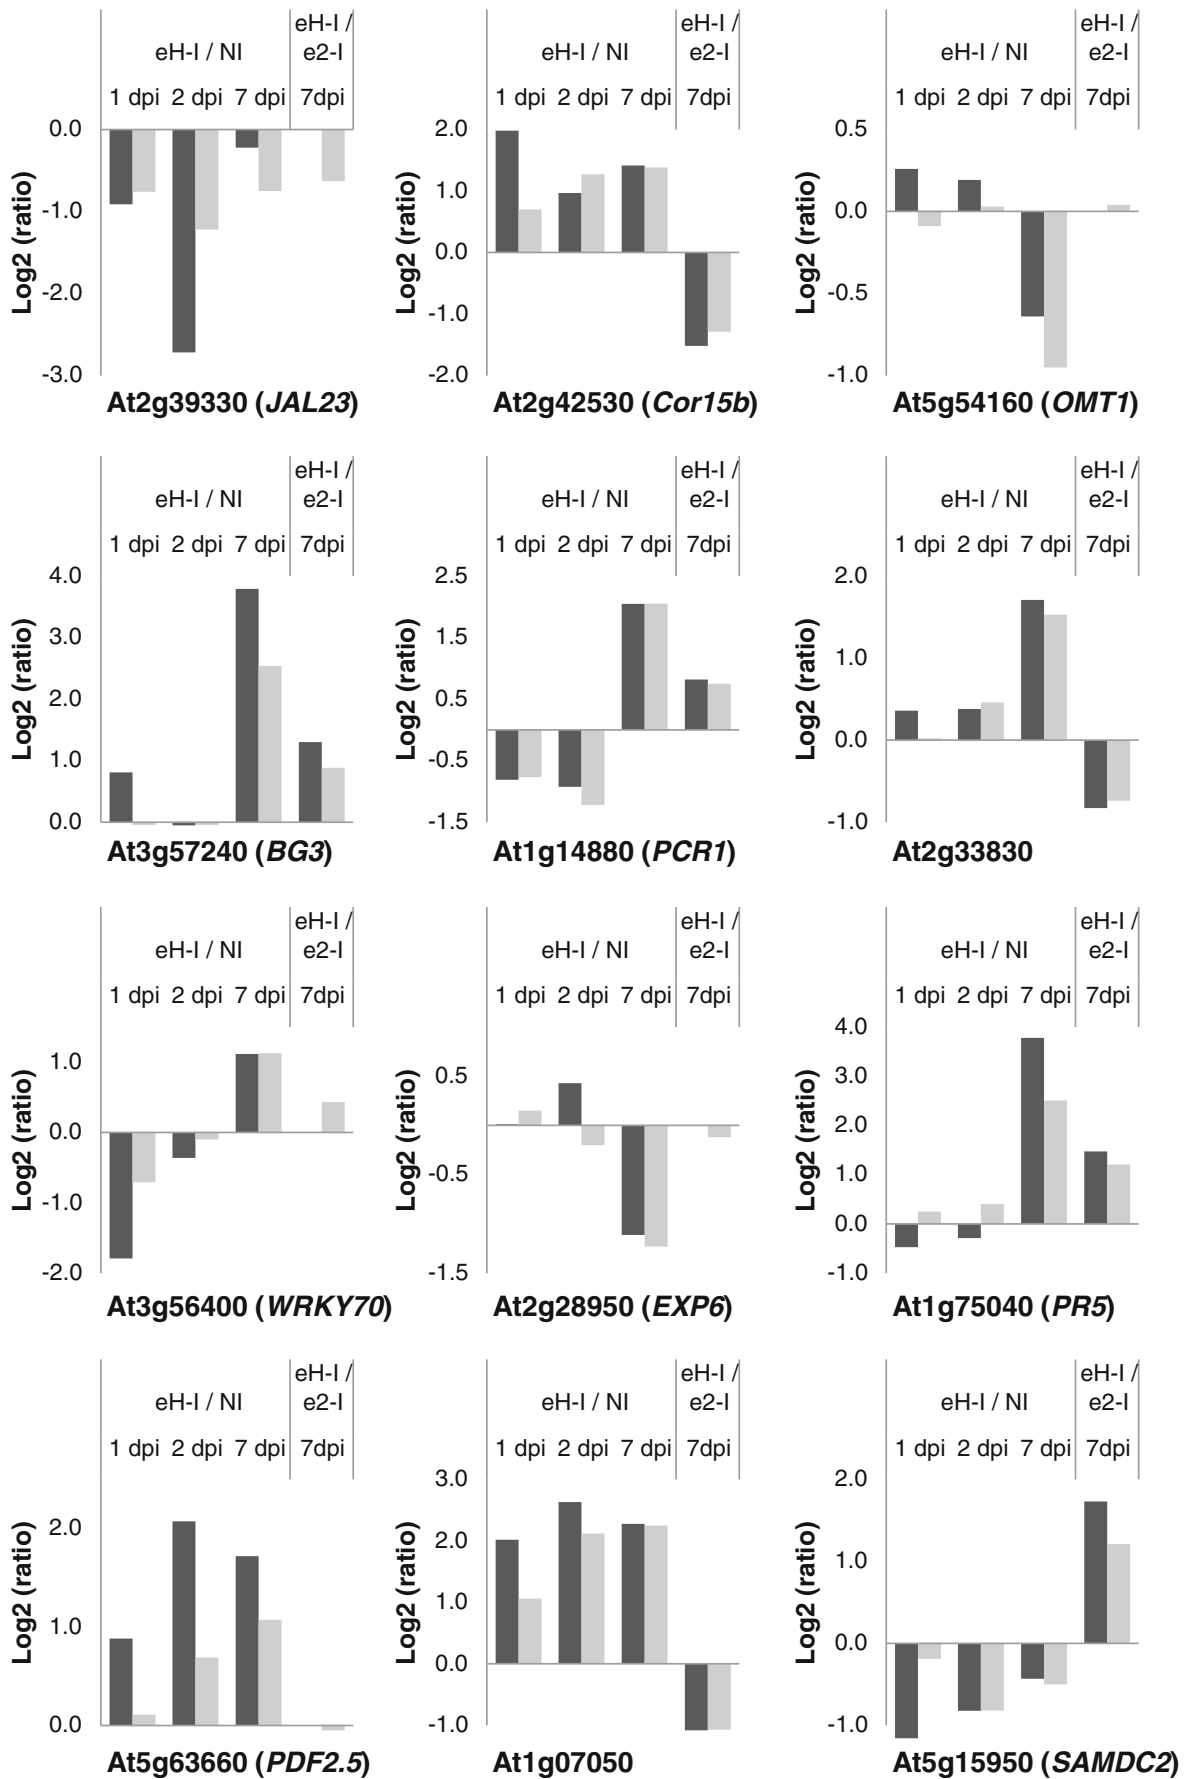 eH-I / NI
eH-I /
e2-I
1 dpi 2 dpi 7 dpi 7dpi
Log2 (ratio)
0.0
-1.0
-2.0
-3.0
At2g39330 (JAL23)
eH-I / NI
eH-I /
e2-I
1 dpi 2 dpi 7 dpi 7dpi
Log2 (ratio)
2.0
1.0
0.0
-1.0
-2.0
At2g42530 (Cor15b)
eH-I / NI
eH-I /
e2-I
1 dpi 2 dpi 7 dpi 7dpi
Log2 (ratio)
0.5
0.0
-0.5
-1.0
At5g54160 (OMT1)
eH-I / NI
eH-I /
e2-I
1 dpi 2 dpi 7 dpi 7dpi
Log2 (ratio)
4.0
3.0
2.0
1.0
0.0
At3g57240 (BG3)
eH-I / NI
eH-I /
e2-I
1 dpi 2 dpi 7 dpi 7dpi
Log2 (ratio)
2.5
1.5
0.5
-0.5
-1.5
At1g14880 (PCR1)
eH-I / NI
eH-I /
e2-I
1 dpi 2 dpi 7 dpi 7dpi
Log2 (ratio)
2.0
1.0
0.0
-1.0
At2g33830
eH-I / NI
eH-I /
e2-I
1 dpi 2 dpi 7 dpi 7dpi
Log2 (ratio)
1.0
0.0
-1.0
-2.0
At3g56400 (WRKY70)
eH-I / NI
eH-I /
e2-I
1 dpi 2 dpi 7 dpi 7dpi
Log2 (ratio)
0.5
-0.5
-1.5
At2g28950 (EXP6)
eH-I / NI
eH-I /
e2-I
1 dpi 2 dpi 7 dpi 7dpi
Log2 (ratio)
4.0
3.0
2.0
1.0
0.0
-1.0
At1g75040 (PR5)
eH-I / NI
eH-I /
e2-I
1 dpi 2 dpi 7 dpi 7dpi
Log2 (ratio)
2.0
1.0
0.0
At5g63660 (PDF2.5)
eH-I / NI
eH-I /
e2-I
1 dpi 2 dpi 7 dpi 7dpi
Log2 (ratio)
3.0
2.0
1.0
0.0
-1.0
At1g07050
eH-I / NI
eH-I /
e2-I
1 dpi 2 dpi 7 dpi 7dpi
Log2 (ratio)
2.0
1.0
0.0
-1.0
At5g15950 (SAMDC2)